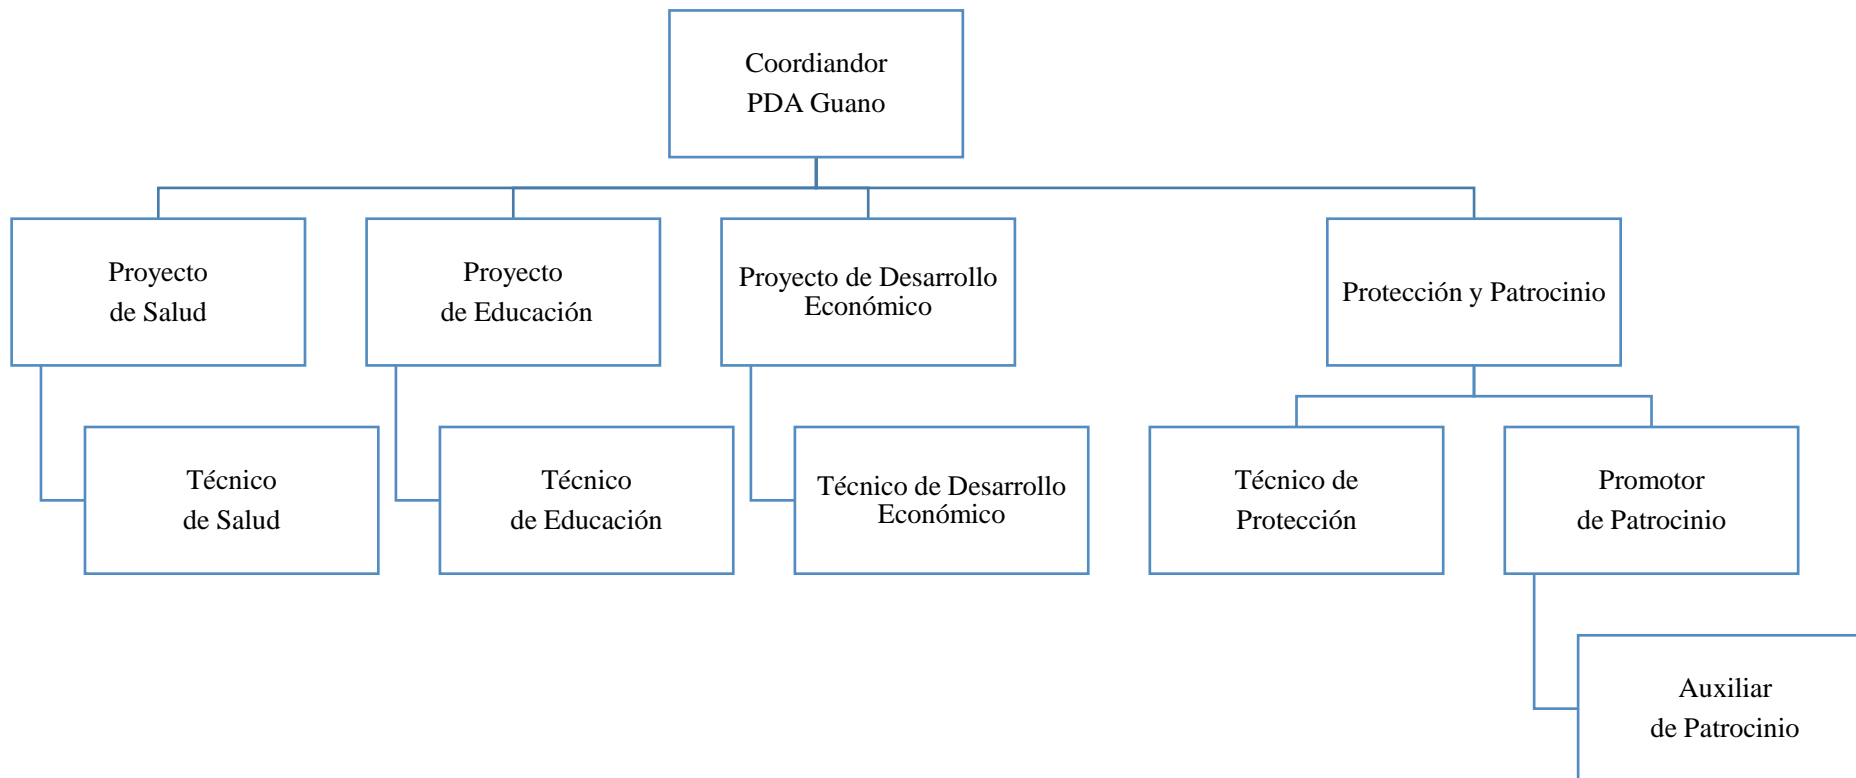 Coordiandor
PDA Guano
Proyecto
de Salud
Proyecto
de Educación
Proyecto de Desarrollo
Económico
Protección y Patrocinio
Técnico
de Salud
Técnico
de Educación
Técnico de Desarrollo
Económico
Técnico de
Protección
Promotor
de Patrocinio
Auxiliar
de Patrocinio